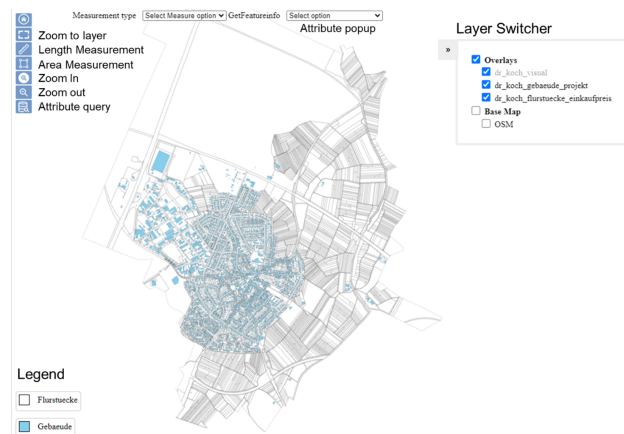 Measurement type Select Measure option GetFeatureinfo Select option
Attribute popup
Zoom to layer
Length Measurement
Area Measurement
Zoom In
Zoom out
Attribute query
Layer Switcher
»
Overlays
dr_koch_visual
dr_koch_gebaeude_projekt
dr_koch_flurstuecke_einkaufpreis
Base Map
OSM
Legend
Flurstuecke
Gebaeude